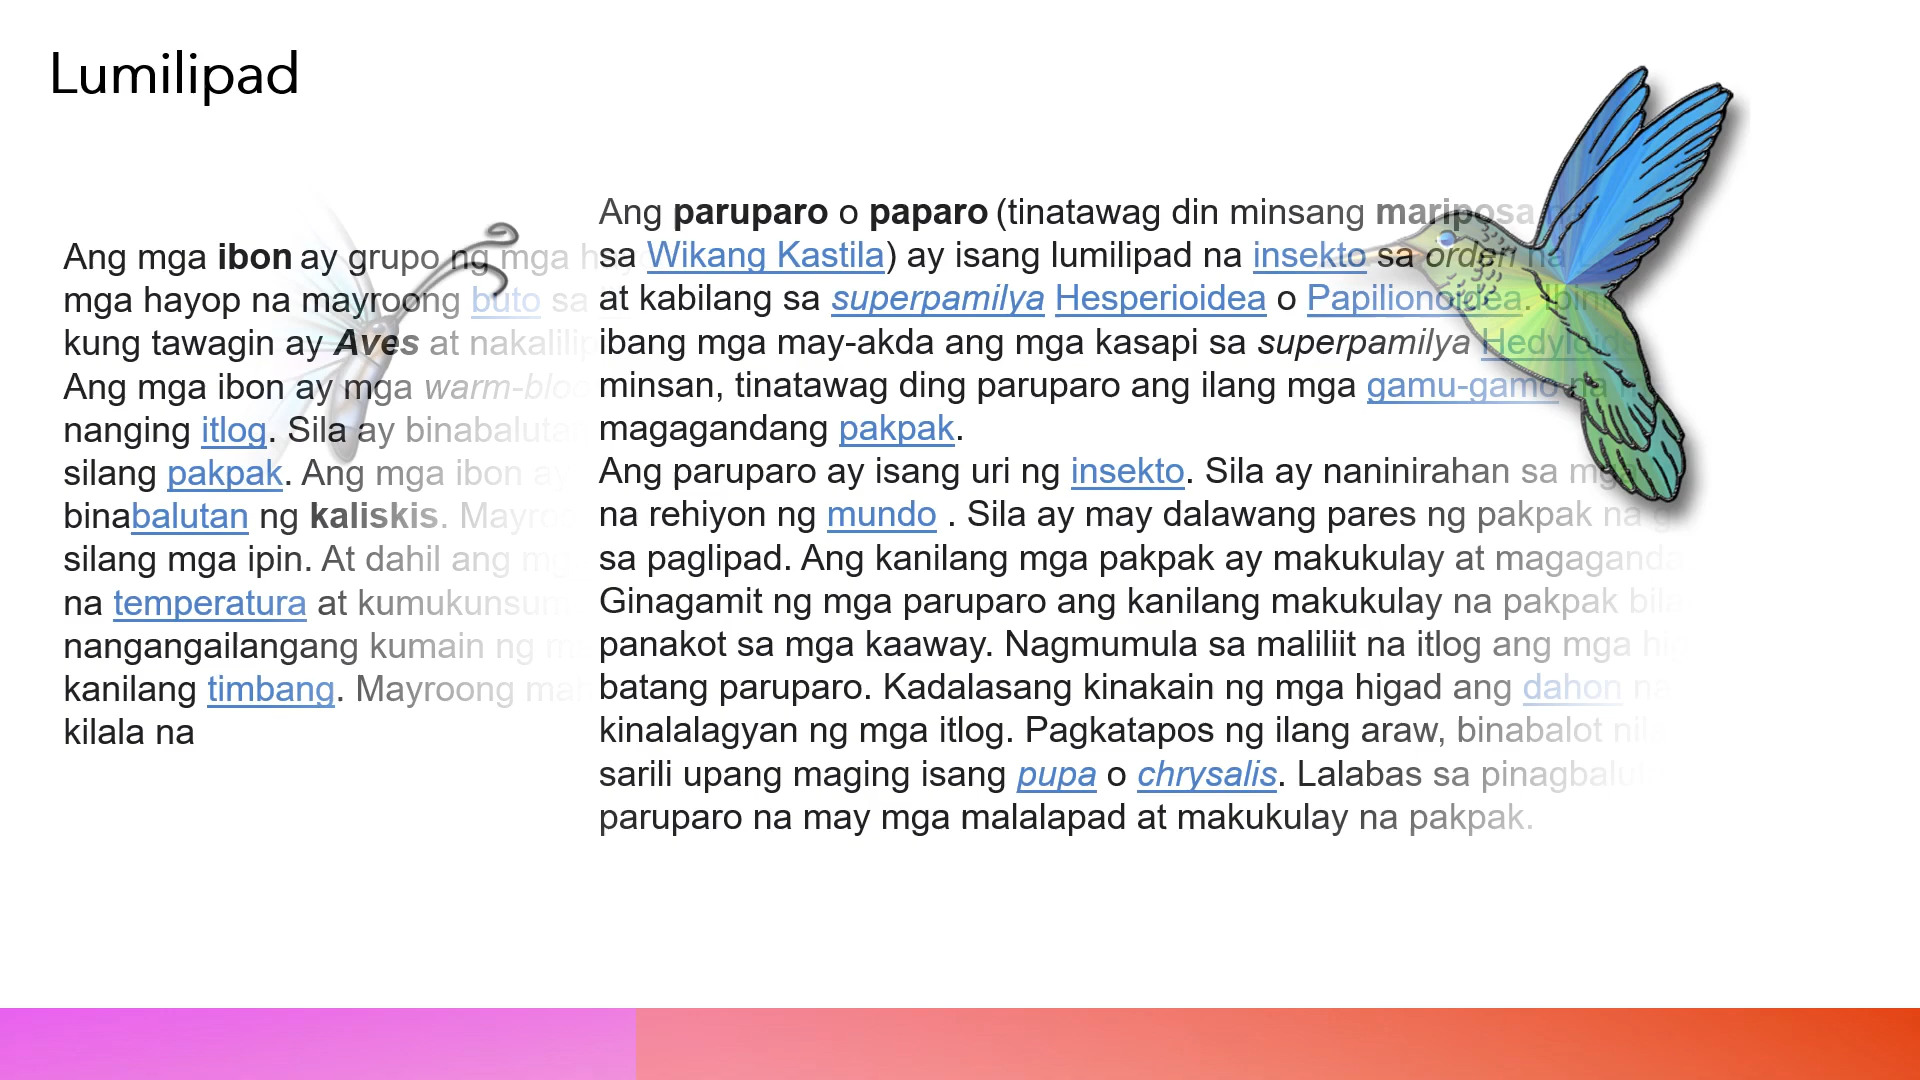 Lumilipad
Ang mga ibon ay grupo ng mga
mga hayop na mayroong buto sa
kung tawagin ay Aves at
Ang mga ibon ay mga
nanging itlog. Sila ay
silang pakpak. Ang mga ibon ay
binabalutan ng kaliskis.
silang mga ipin. At dahil ang
na temperatura at
nangangailangang kumain ng
kanilang timbang. Mayroong
kilala na
Ang paruparo o paparo (tinatawag din minsang mariposa
sa Wikang Kastila) ay isang lumilipad na insekto sa orden na
at kabilang sa superpamilya Hesperioidea o Papilionoidea.
ibang mga may-akda ang mga kasapi sa superpamilya
minsan, tinatawag ding paruparo ang ilang mga gamu-gamo na
magagandang pakpak.
Ang paruparo ay isang uri ng insekto. Sila ay naninirahan sa
na rehiyon ng mundo . Sila ay may dalawang pares ng pakpak na
sa paglipad. Ang kanilang mga pakpak ay makukulay at
Ginagamit ng mga paruparo ang kanilang makukulay na pakpak
panakot sa mga kaaway. Nagmumula sa maliliit na itlog ang mga
batang paruparo. Kadalasang kinakain ng mga higad ang dahon na
kinalalagyan ng mga itlog. Pagkatapos ng ilang araw, binabalot
sarili upang maging isang pupa o chrysalis. Lalabas sa
paruparo na may mga malalapad at makukulay na pakpak.